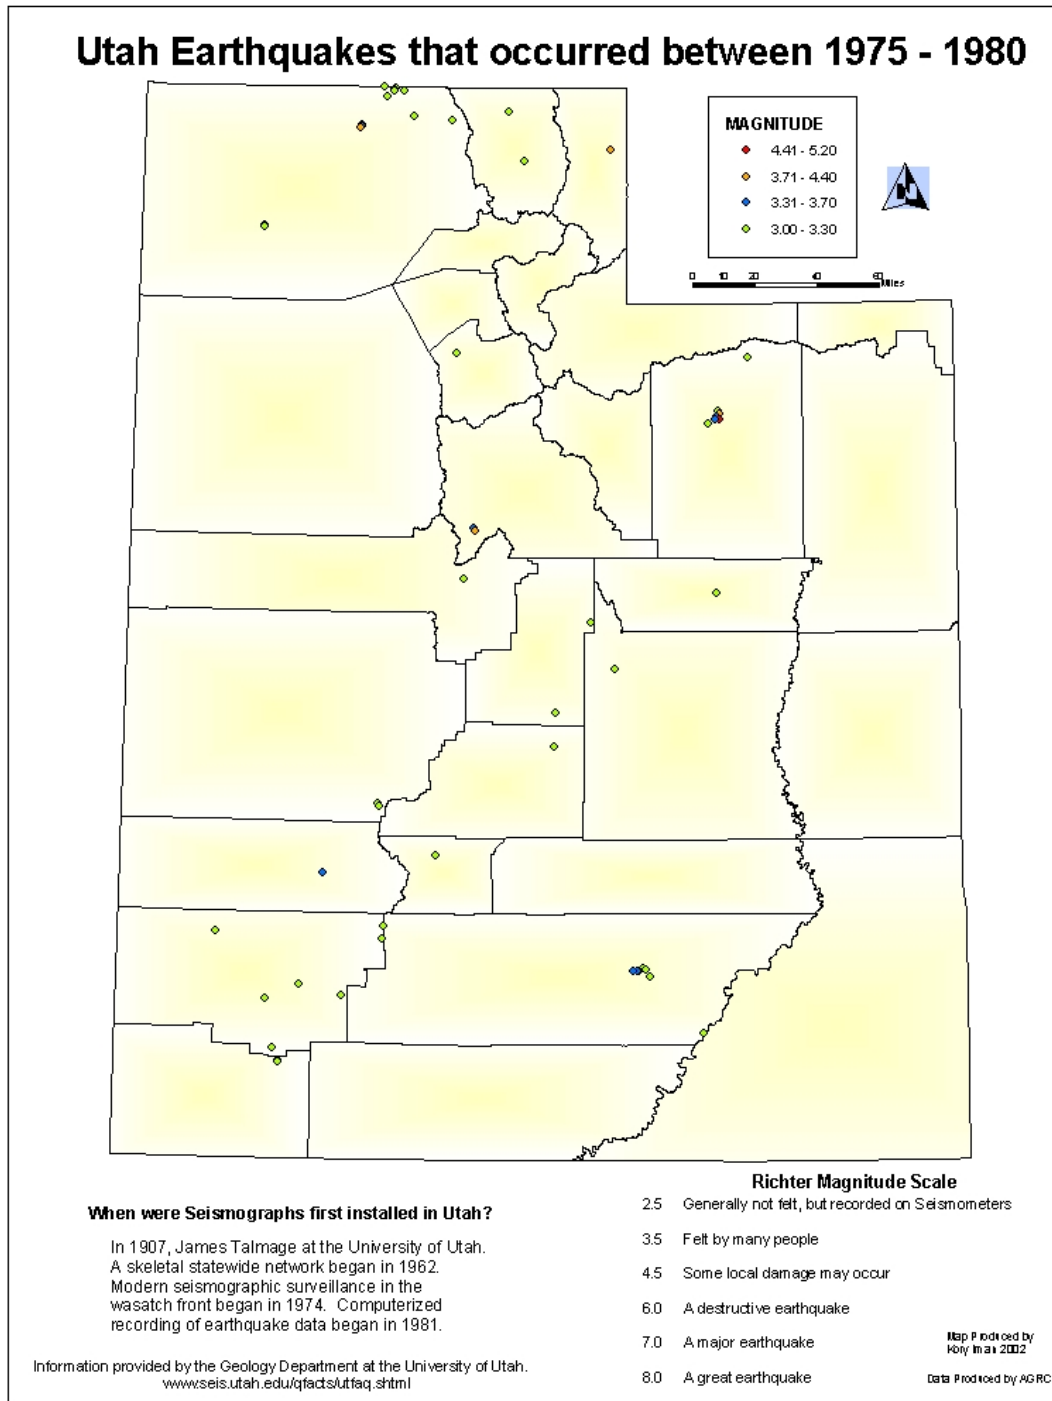 Utah Earthquakes that occurred between 1975 - 1980
MAGNITUDE
4.41 - 5.20
3.71 - 4.40
3.31 - 3.70
3.00 - 3.30
N
0 10 20 40 60
Miles
When were Seismographs first installed in Utah?
In 1907, James Talmage at the University of Utah.
A skeletal statewide network began in 1962.
Modern seismographic surveillance in the
wasatch front began in 1974. Computerized
recording of earthquake data began in 1981.
Information provided by the Geology Department at the University of Utah.
www.seis.utah.edu/qfacts/utfaq.shtml
Richter Magnitude Scale
2.5 Generally not felt, but recorded on Seismometers
3.5 Felt by many people
4.5 Some local damage may occur
6.0 A destructive earthquake
7.0 A major earthquake
8.0 A great earthquake
Map Produced by
Kory Iman 2002
Data Produced by AGRC